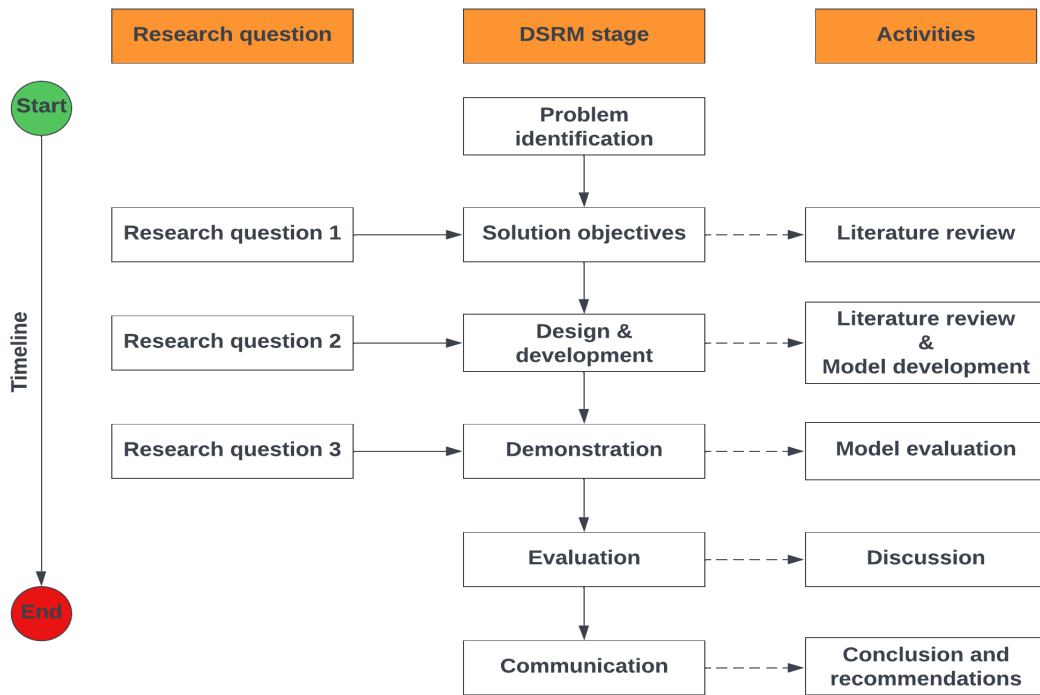 Research question
DSRM stage
Activities
Start
Problem
identification
Research question 1
Solution objectives
Literature review
Timeline
Research question 2
Design &
development
Literature review
&
Model development
Research question 3
Demonstration
Model evaluation
Evaluation
Discussion
End
Communication
Conclusion and
recommendations